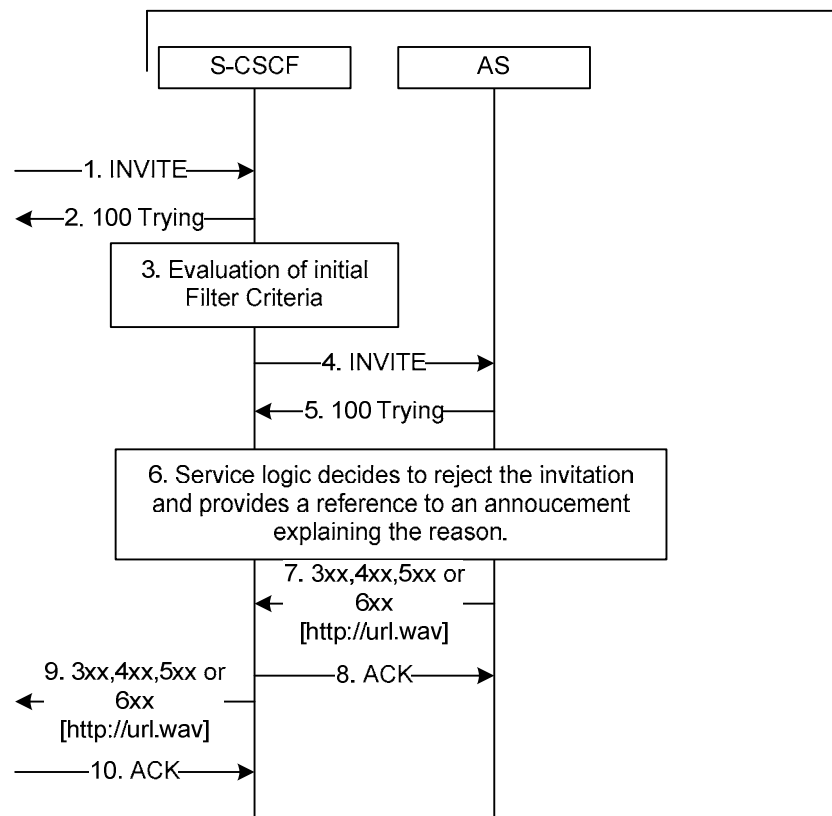 S-CSCF
AS
1. INVITE
2. 100 Trying
3. Evaluation of initial
Filter Criteria
4. INVITE
5. 100 Trying
6. Service logic decides to reject the invitation
and provides a reference to an annoucement
explaining the reason.
7. 3xx,4xx,5xx or
6xx
[http://url.wav]
8. ACK
9. 3xx,4xx,5xx or
6xx
[http://url.wav]
10. ACK